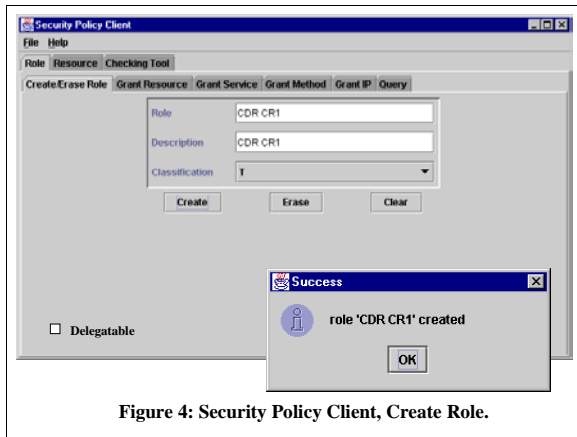 Security Policy Client
File Help
Role Resource Checking Tool
Create/Erase Role Grant Resource Grant Service Grant Method Grant IP Query
Role CDR CR1
Description CDR CR1
Classification T
Create Erase Clear
Success
role 'CDR CR1' created
OK
Delegatable
Figure 4: Security Policy Client, Create Role.